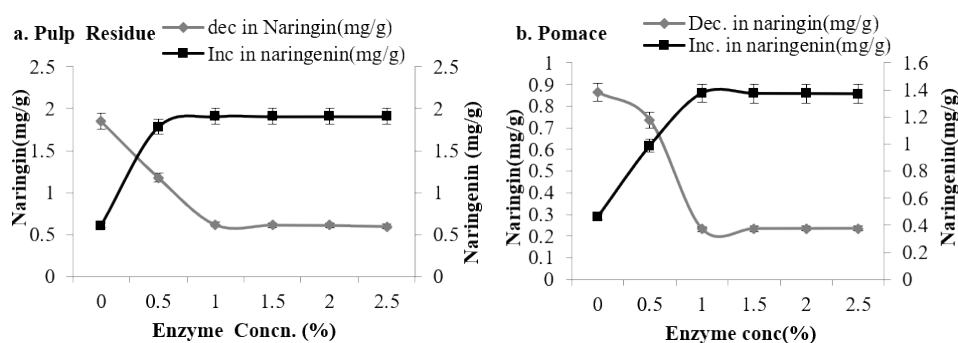 a. Pulp Residue
dec in Naringin(mg/g)
Inc in naringenin(mg/g)
2.5
2
1.5
1
0.5
0
Naringin(mg/g)
2.5
2
1.5
1
0.5
0
Naringenin (mg/g)
0 0.5 1 1.5 2 2.5
Enzyme Concn. (%)
b. Pomace
Dec. in naringin(mg/g)
Inc. in naringenin(mg/g)
1
0.9
0.8
0.7
0.6
0.5
0.4
0.3
0.2
0.1
0
Naringin(mg/g)
1.6
1.4
1.2
1
0.8
0.6
0.4
0.2
0
Naringenin(mg/g)
0 0.5 1 1.5 2 2.5
Enzyme conc(%)